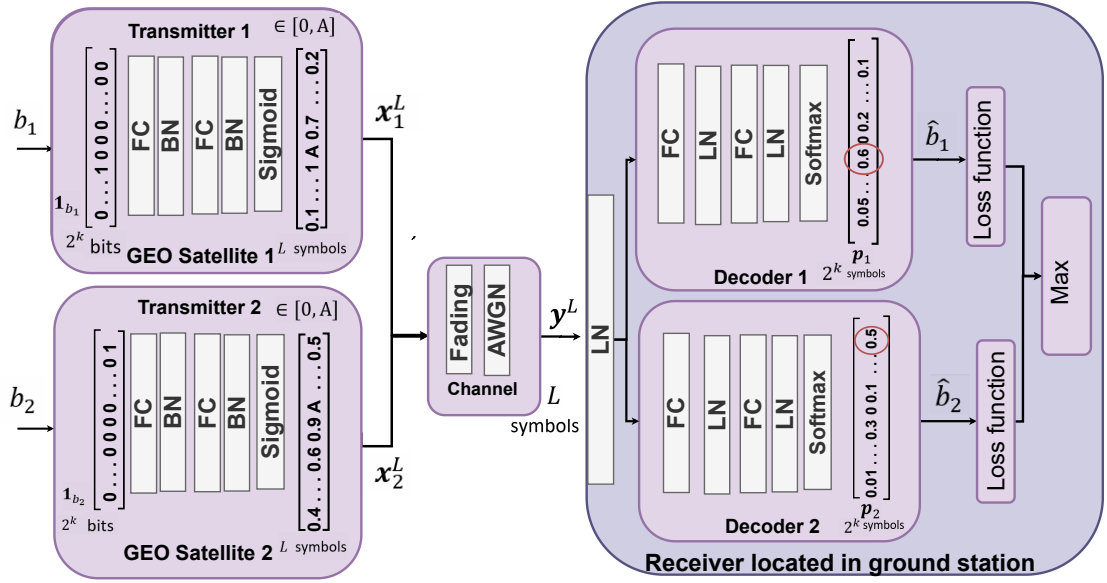 Transmitter 1
∈ [0, A]
b₁
𝟏_{b₁}
0 . . . 1 0 0 0 . . . 0 0
2ᵏ bits
FC
BN
FC
BN
Sigmoid
0.1 . . . 1 A 0.7 . . . 0.2
GEO Satellite 1
L symbols
x₁ᴸ
Transmitter 2
∈ [0, A]
b₂
𝟏_{b₂}
0 . . . 0 0 0 0 . . . 0 1
2ᵏ bits
FC
BN
FC
BN
Sigmoid
0.4 . . . 0.6 0.9 A . . . 0.5
GEO Satellite 2
L symbols
x₂ᴸ
Fading
AWGN
Channel
yᴸ
L
symbols
LN
FC
LN
FC
LN
Softmax
0.05 . . . 0.6 0 0.2 . . . 0.1
p₁
Decoder 1
2ᵏ symbols
b̂₁
Loss function
FC
LN
FC
LN
Softmax
0.01 . . . 0.3 0 0.1 . . . 0.5
p₂
Decoder 2
2ᵏ symbols
b̂₂
Loss function
Max
Receiver located in ground station